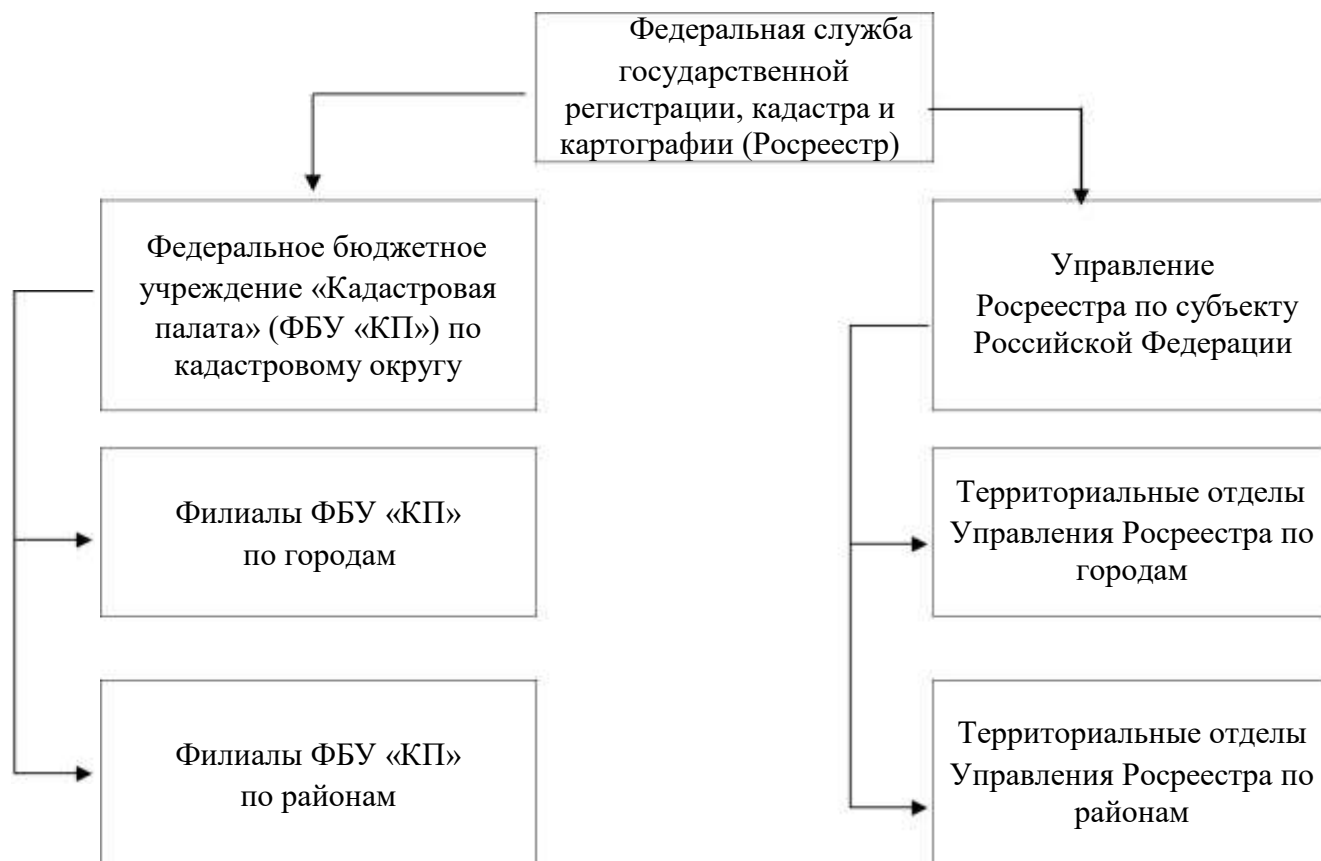 Федеральная служба
государственной
регистрации, кадастра и
картографии (Росреестр)
Федеральное бюджетное
учреждение «Кадастровая
палата» (ФБУ «КП») по
кадастровому округу
Филиалы ФБУ «КП»
по городам
Филиалы ФБУ «КП»
по районам
Управление
Росреестра по субъекту
Российской Федерации
Территориальные отделы
Управления Росреестра по
городам
Территориальные отделы
Управления Росреестра по
районам